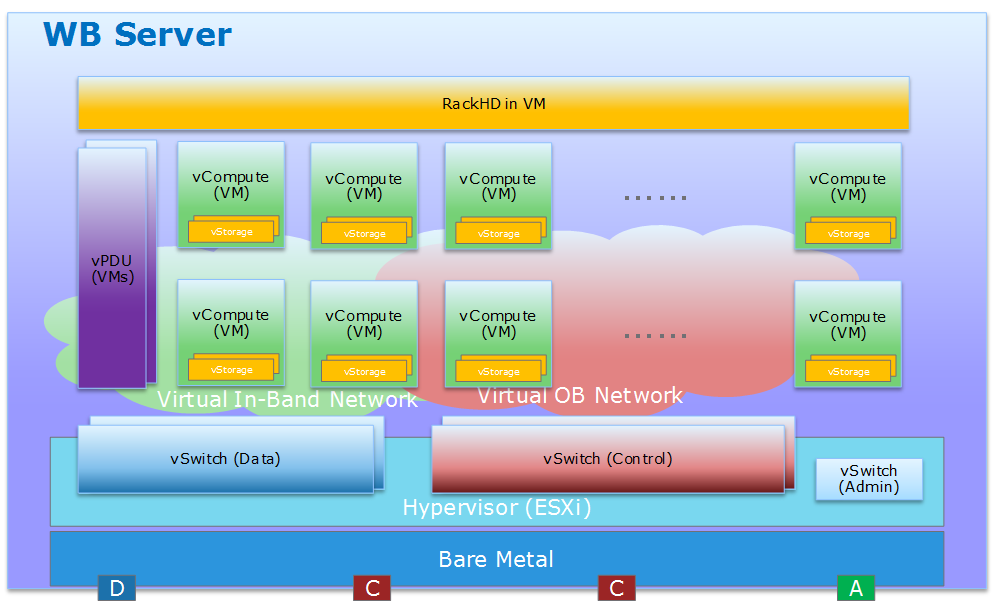 WB Server
RackHD in VM
vPDU
(VMs)
vCompute
(VM)
vStorage
vCompute
(VM)
vStorage
vCompute
(VM)
vStorage
......
vCompute
(VM)
vStorage
vCompute
(VM)
vStorage
vCompute
(VM)
vStorage
vCompute
(VM)
vStorage
......
vCompute
(VM)
vStorage
Virtual In-Band Network
Virtual OB Network
vSwitch (Data)
vSwitch (Control)
vSwitch
(Admin)
Hypervisor (ESXi)
Bare Metal
D
C
C
A